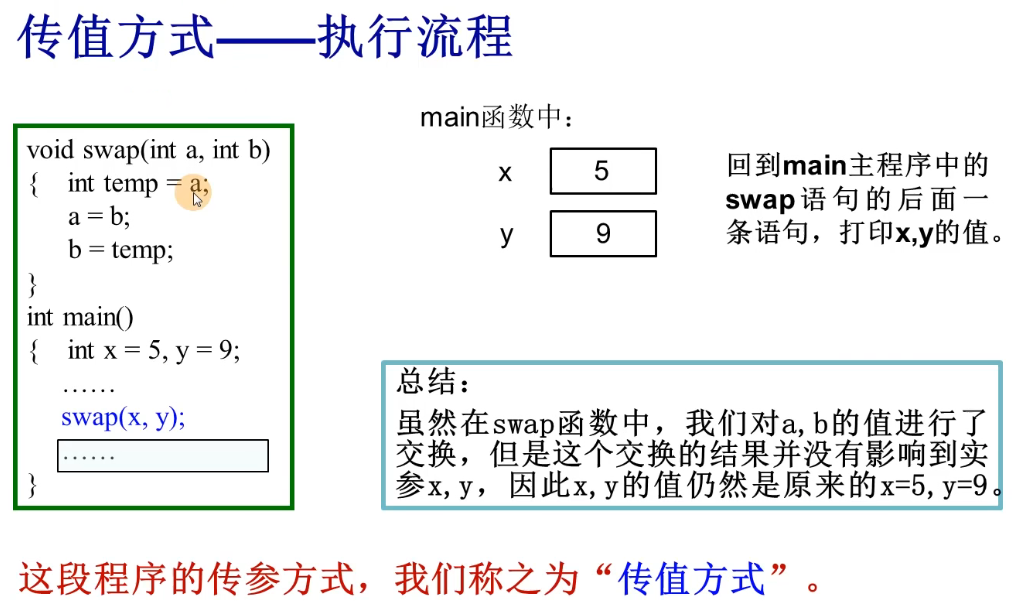 传值方式——执行流程
void swap(int a, int b)
{ int temp = a;
a = b;
b = temp;
}
int main()
{ int x = 5, y = 9;
……
swap(x, y);
……
}
main函数中：
x 5
y 9
回到main主程序中的
swap语句的后面一
条语句，打印x,y的值。
总结：
虽然在swap函数中，我们对a,b的值进行了
交换，但是这个交换的结果并没有影响到实
参x,y，因此x,y的值仍然是原来的x=5,y=9。
这段程序的传参方式，我们称之为“传值方式”。